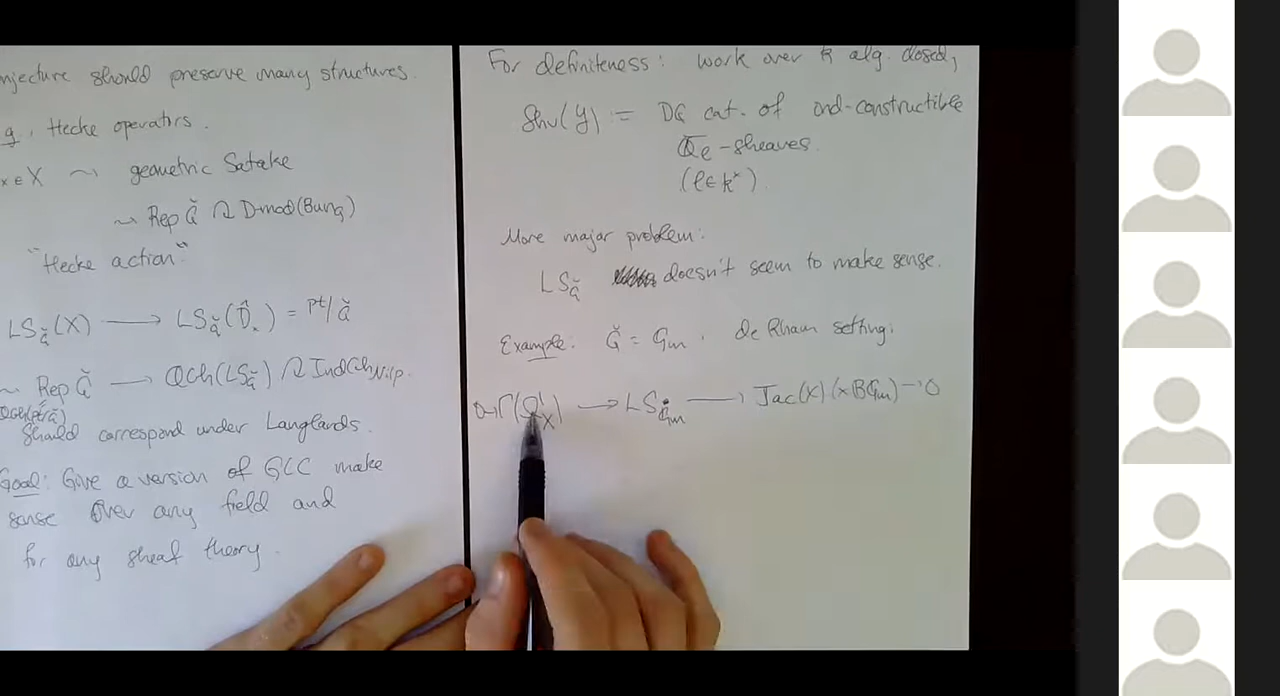 njecture should preserve many structures.
g. Hecke operators.
x ∈ X ⇝ geometric Satake
⇝ Rep Ǧ ↻ D-mod(Bun_G)
"Hecke action"
LS_Ǧ(X) ⟶ LS_Ǧ(D̂_x) = pt/Ǧ
⇝ Rep Ǧ ⟶ QCoh(LS_Ǧ) ↻ IndCoh_Nilp.
Should correspond under Langlands.
Goal: Give a version of GLC make
sense over any field and
for any sheaf theory.
For definiteness: work over k alg. closed,
Shv(Y) := DG cat. of ind-constructible
Q̄_ℓ-sheaves.
(ℓ ∈ k^×)
More major problem:
LS_Ǧ doesn't seem to make sense.
Example: Ǧ = G_m. de Rham setting.
0→Γ(Ω^1_X) ⟶ LS_G_m ⟶ Jac(X)(×BG_m) → 0